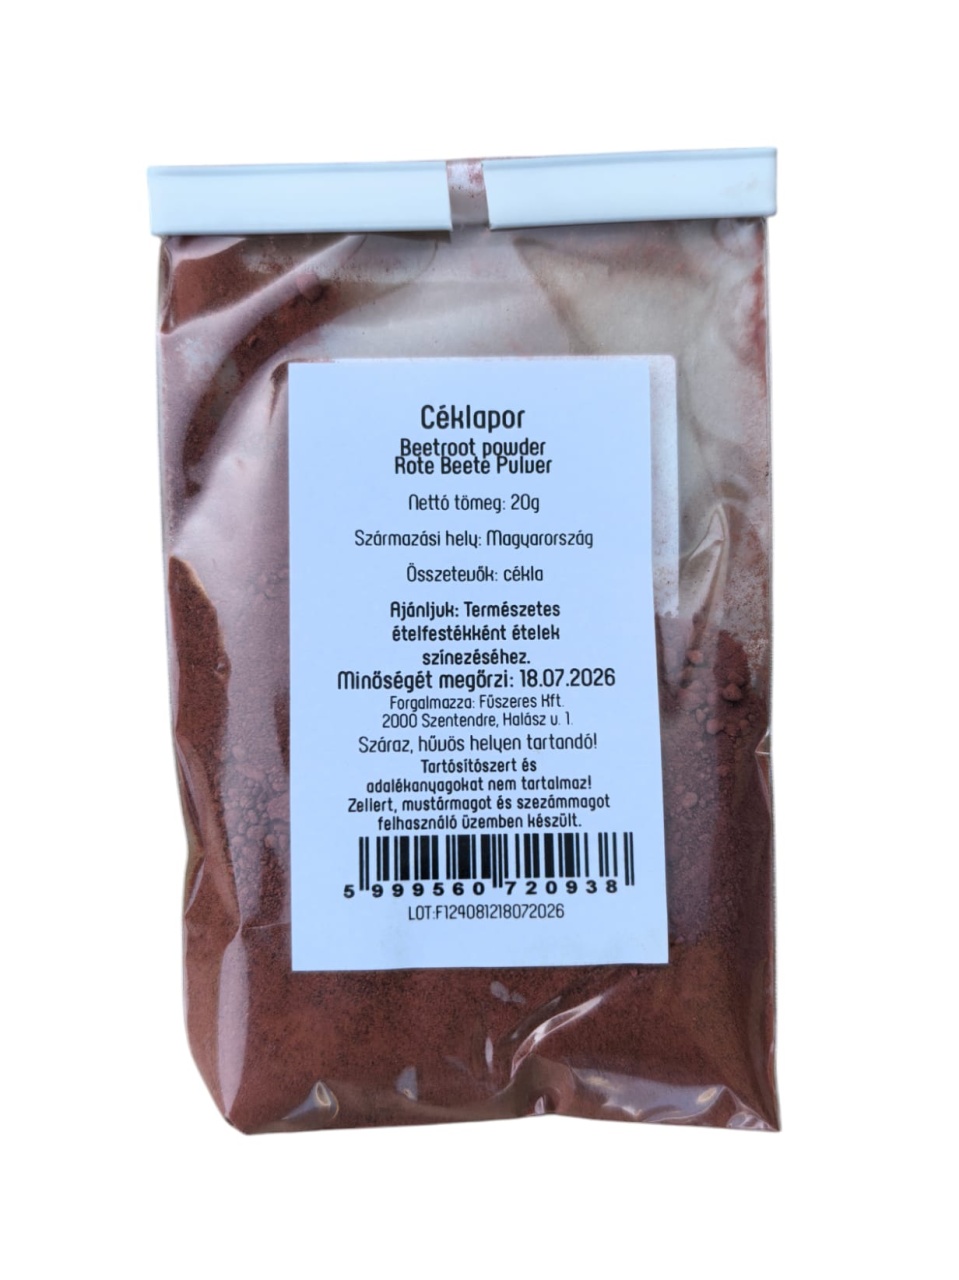 Céklapor
Beetroot powder
Rote Beete Pulver
Nettó tömeg: 20g
Származási hely: Magyarország
Összetevők: cékla
Ajánljuk: Természetes
ételfestékként ételek
színezéséhez.
Minőségét megőrzi: 18.07.2026
Forgalmazza: Fűszeres Kft.
2000 Szentendre, Halász u. 1.
Száraz, hűvös helyen tartandó!
Tartósítószert és
adalékanyagokat nem tartalmaz!
Zellert, mustármagot és szezámmagot
felhasználó üzemben készült.
5 999560 720938
LOT:F124081218072026